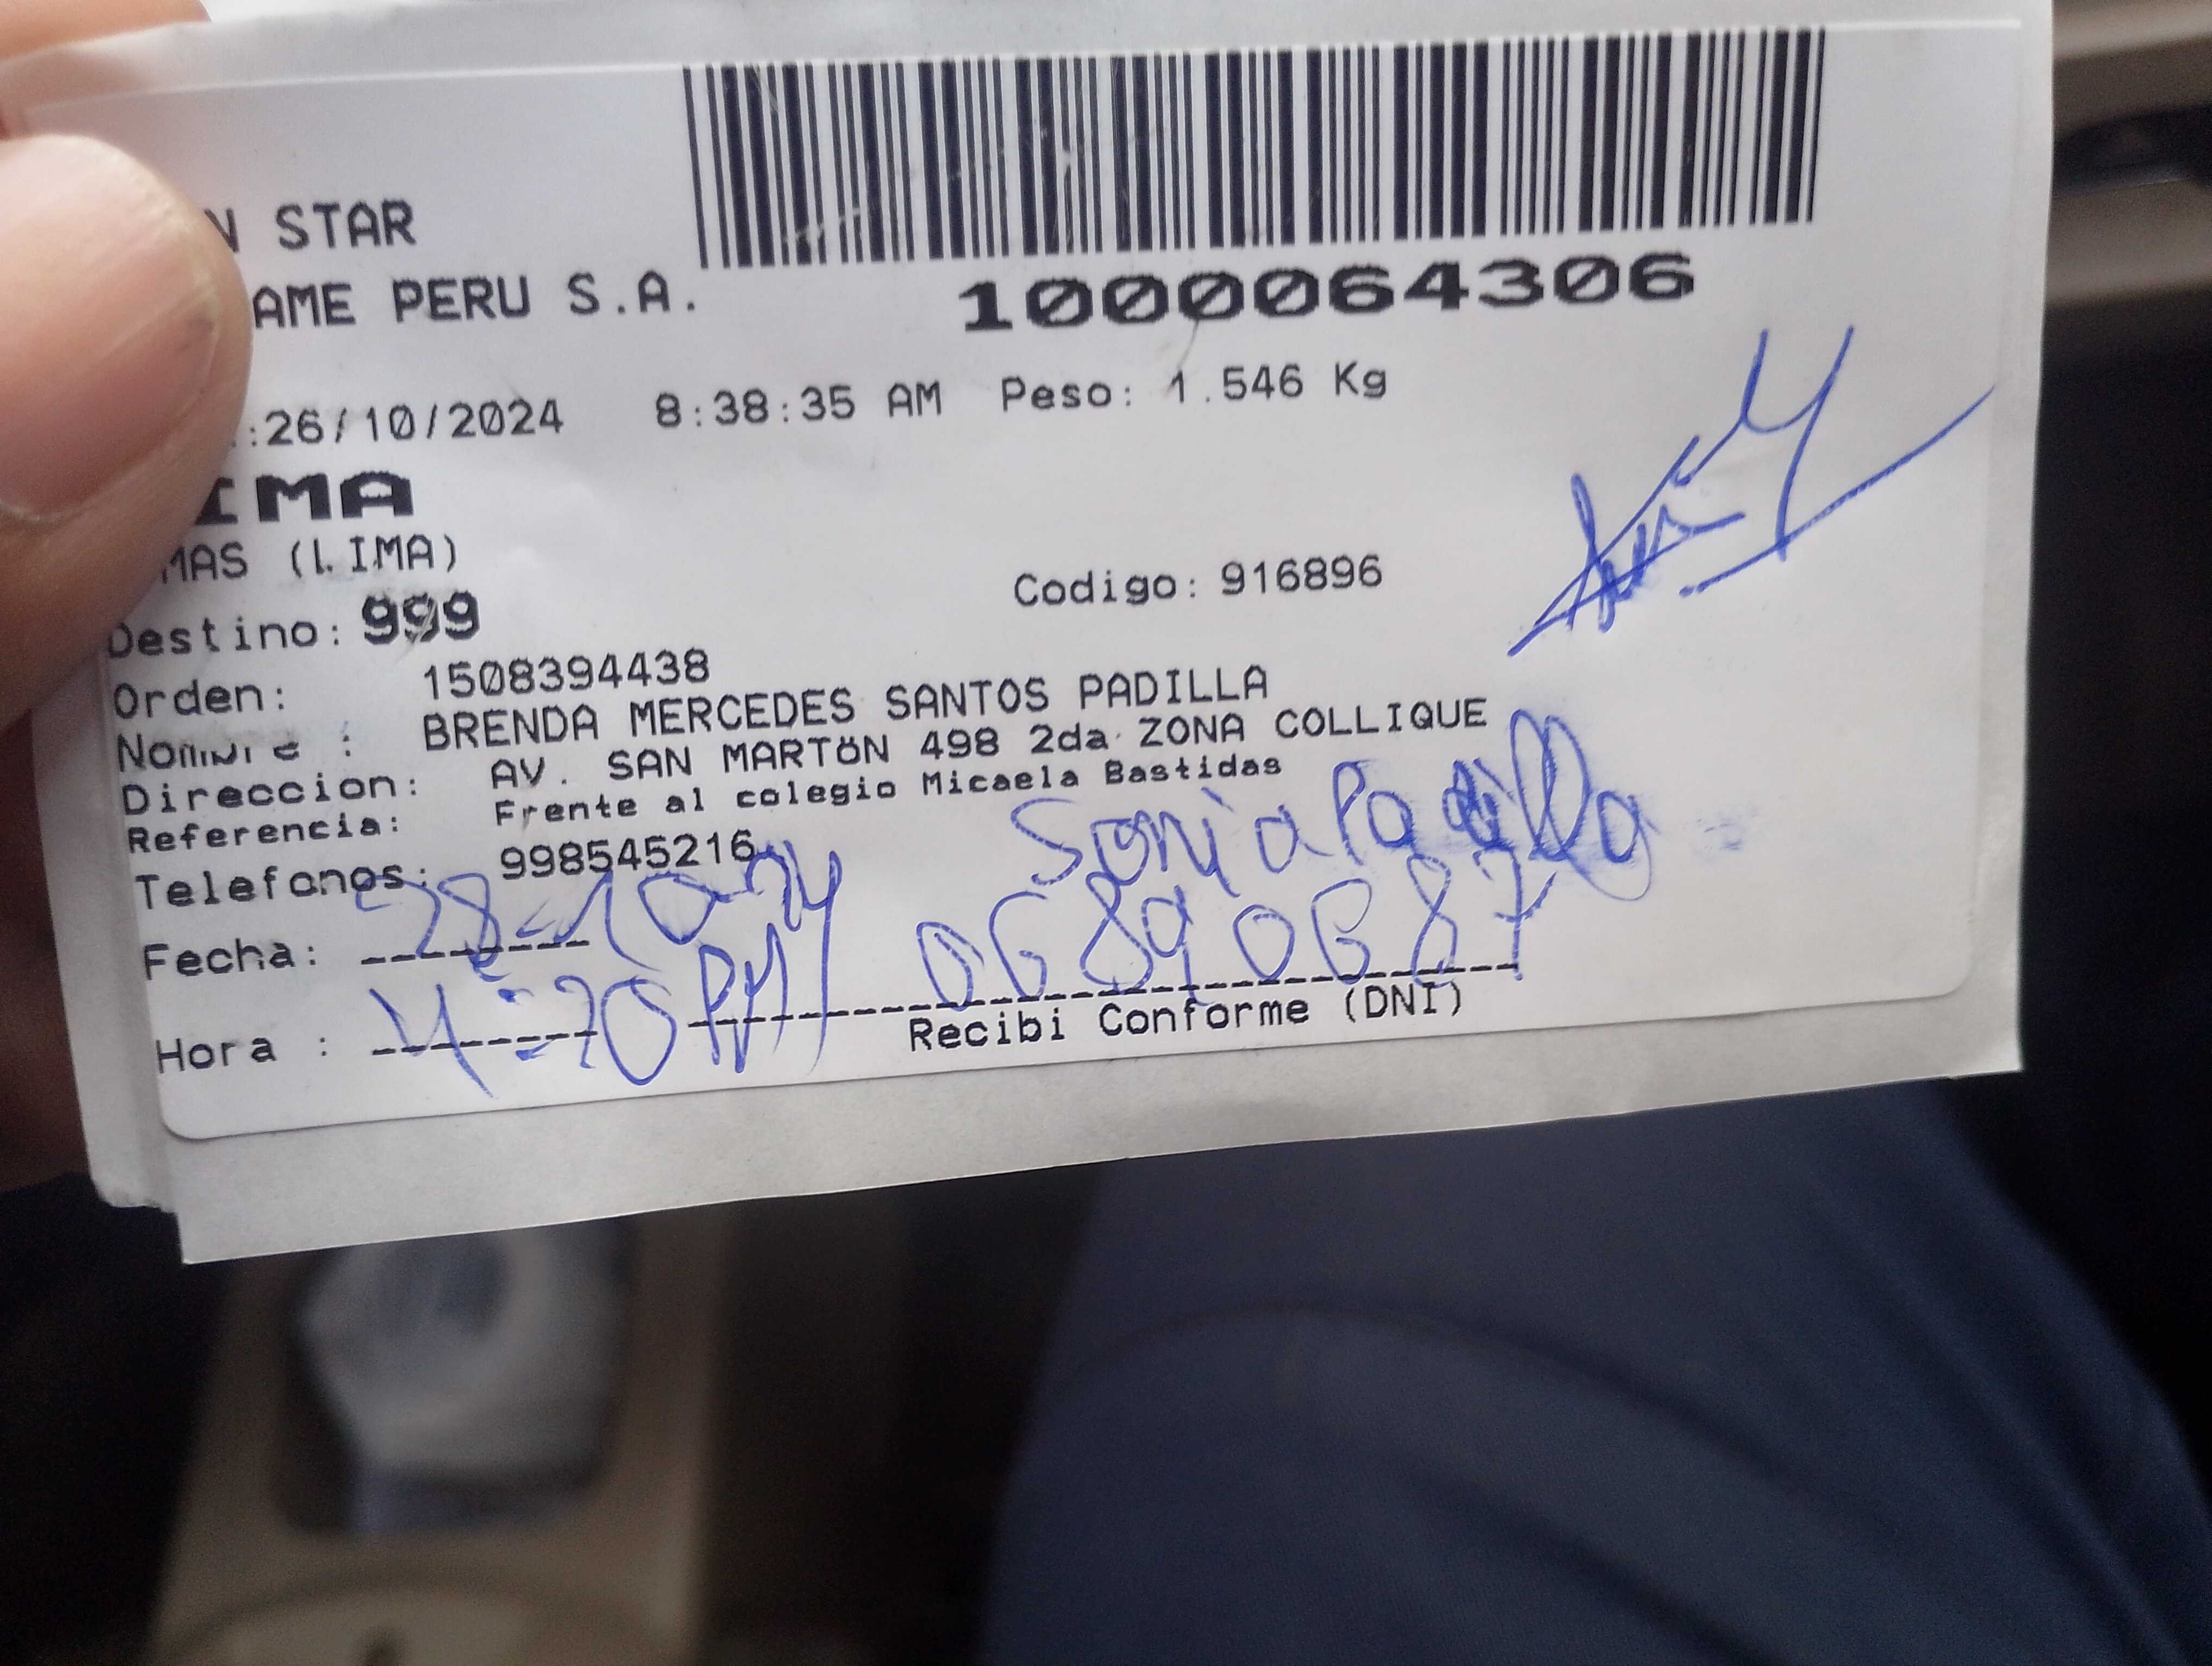 N STAR
AME PERU S.A.
1000064306
:26/10/2024 8:38:35 AM Peso: 1.546 Kg
IMA
MAS (LIMA)
Destino: 999 Codigo: 916896
Orden: 1508394438
Nombre : BRENDA MERCEDES SANTOS PADILLA
Direccion: AV. SAN MARTÖN 498 2da ZONA COLLIQUE
Referencia: Frente al colegio Micaela Bastidas
Telefonos: 998545216
Sonia Padilla
Fecha: 28-10-24
06890687
Hora : 4:20 PM
Recibi Conforme (DNI)